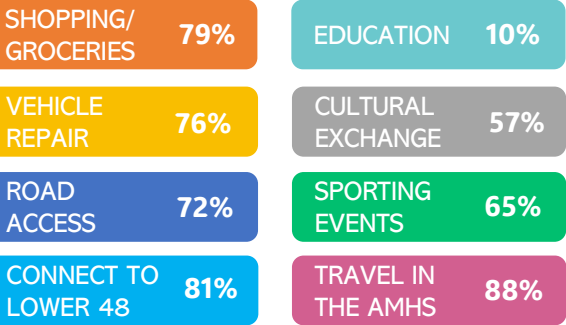 SHOPPING/
GROCERIES
79%
EDUCATION
10%
VEHICLE
REPAIR
76%
CULTURAL
EXCHANGE
57%
ROAD
ACCESS
72%
SPORTING
EVENTS
65%
CONNECT TO
LOWER 48
81%
TRAVEL IN
THE AMHS
88%